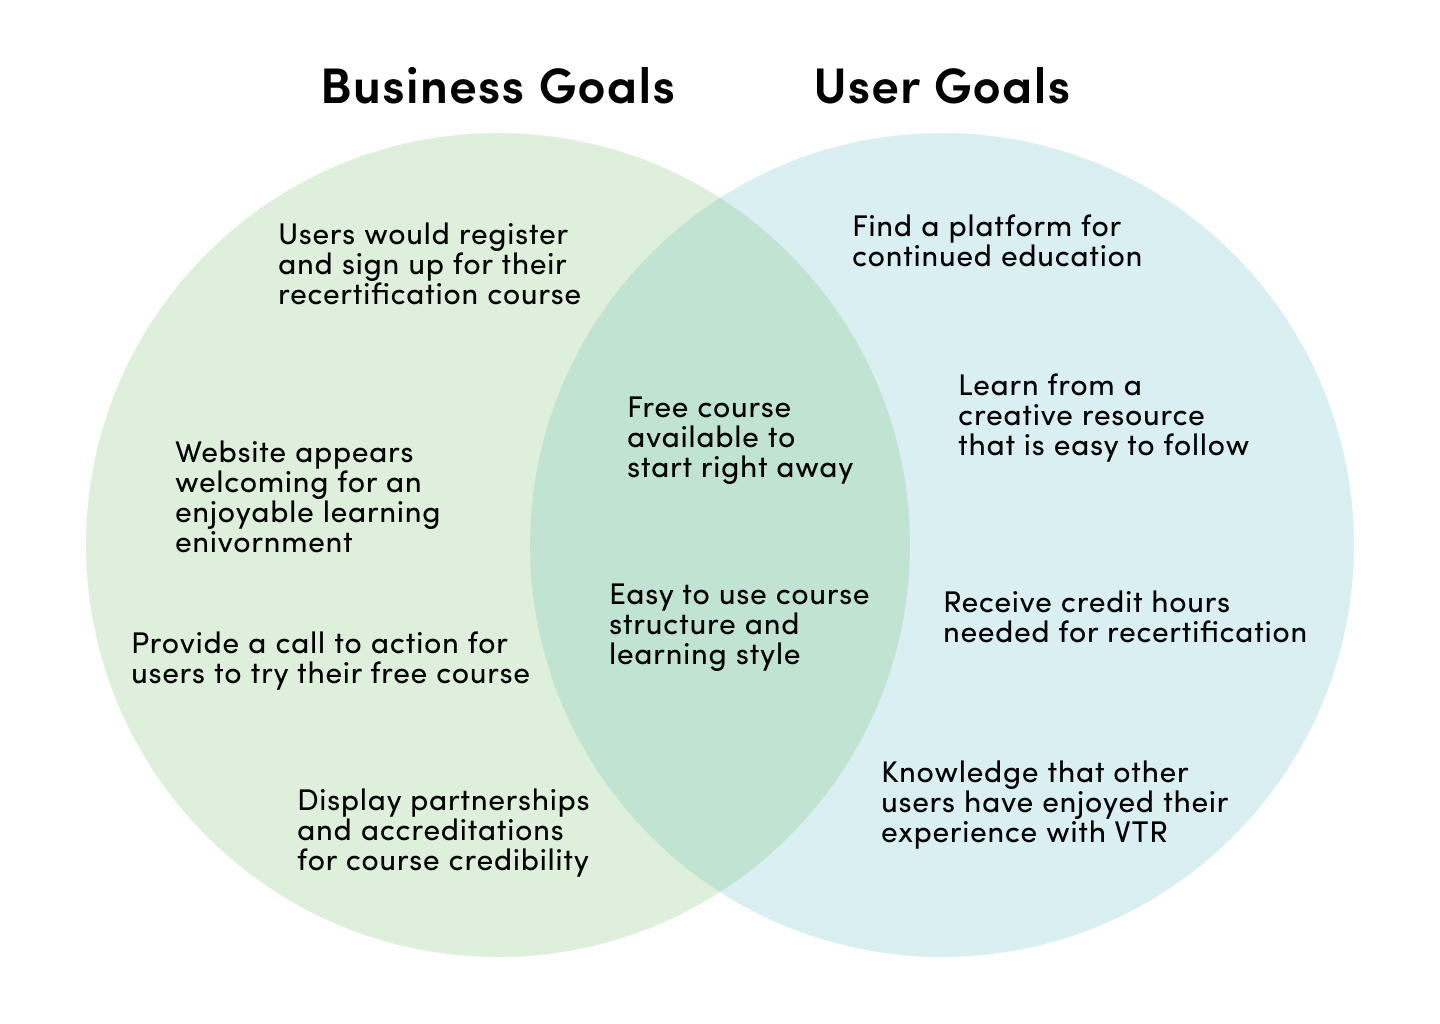 Business Goals
User Goals
Users would register
and sign up for their
recertification course
Website appears
welcoming for an
enjoyable learning
enivornment
Provide a call to action for
users to try their free course
Display partnerships
and accreditations
for course credibility
Free course
available to
start right away
Easy to use course
structure and
learning style
Find a platform for
continued education
Learn from a
creative resource
that is easy to follow
Receive credit hours
needed for recertification
Knowledge that other
users have enjoyed their
experience with VTR